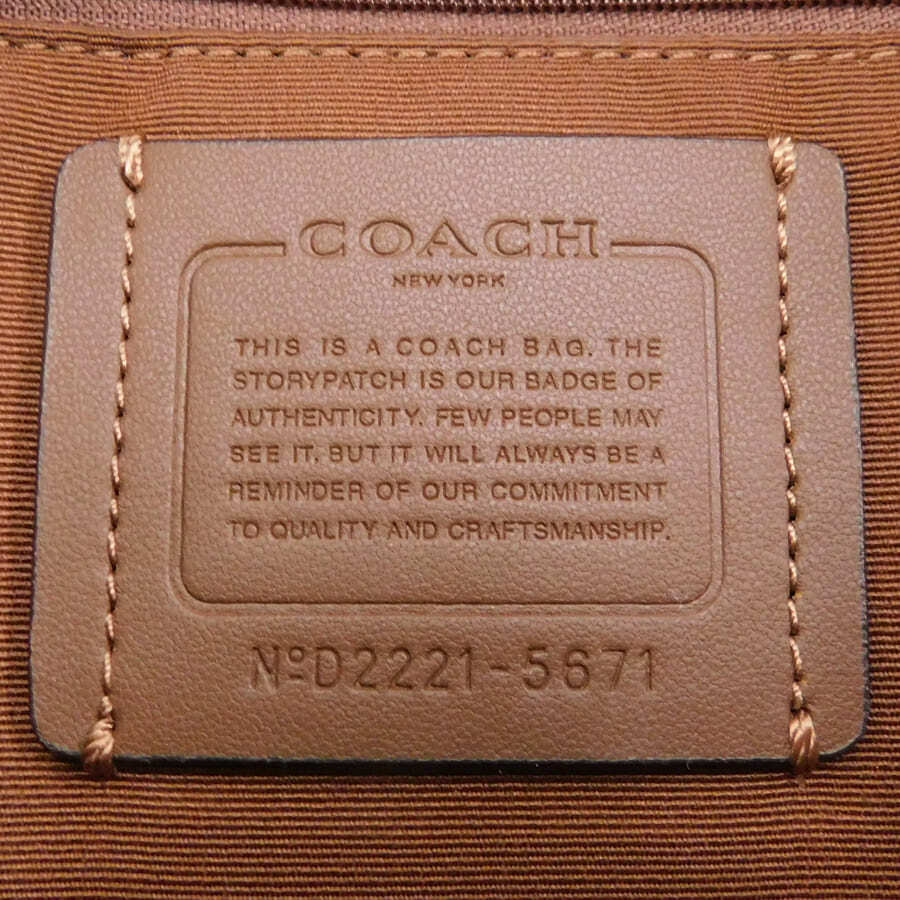 COACH
NEW YORK
THIS IS A COACH BAG. THE
STORYPATCH IS OUR BADGE OF
AUTHENTICITY. FEW PEOPLE MAY
SEE IT. BUT IT WILL ALWAYS BE A
REMINDER OF OUR COMMITMENT
TO QUALITY AND CRAFTSMANSHIP.
NºD2221-5671